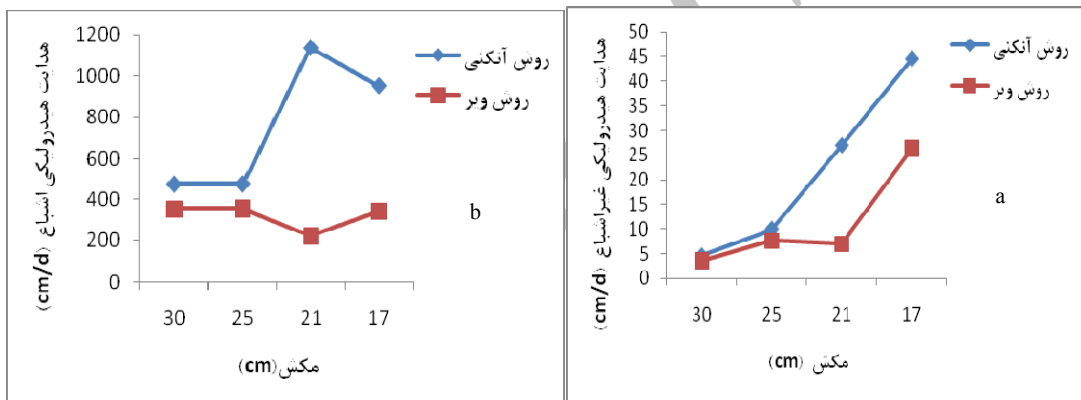 هدایت هیدرولیکی اشباع (cm/d)
1200
1000
800
600
400
200
0
30 25 21 17
مکش(cm)
روش آنکنی
روش وبر
b
هدایت هیدرولیکی غیراشباع (cm/d)
50
45
40
35
30
25
20
15
10
5
0
30 25 21 17
مکش (cm)
روش آنکنی
روش وبر
a